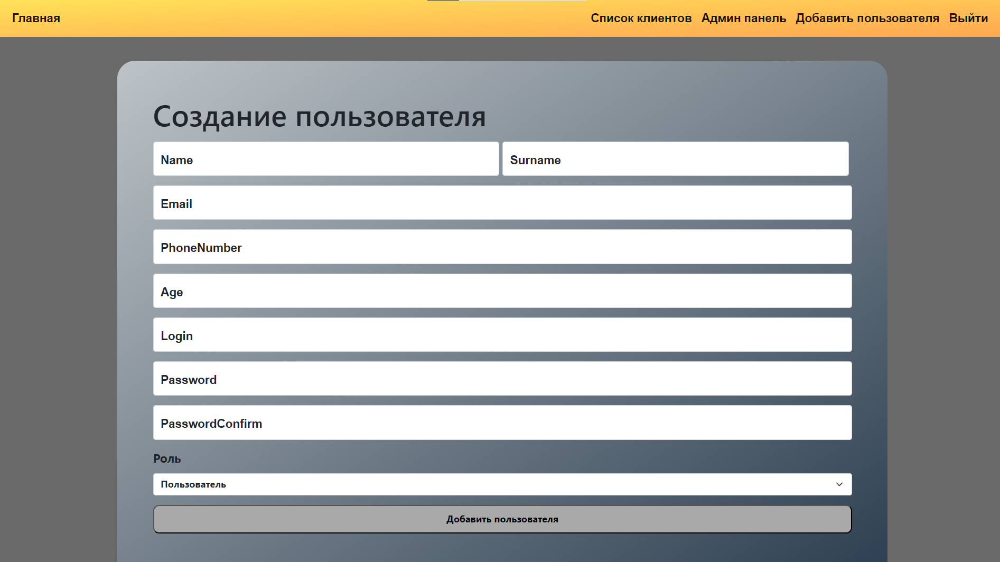 Главная Список клиентов Админ панель Добавить пользователя Выйти
Создание пользователя
Name Surname
Email
PhoneNumber
Age
Login
Password
PasswordConfirm
Роль
Пользователь
Добавить пользователя